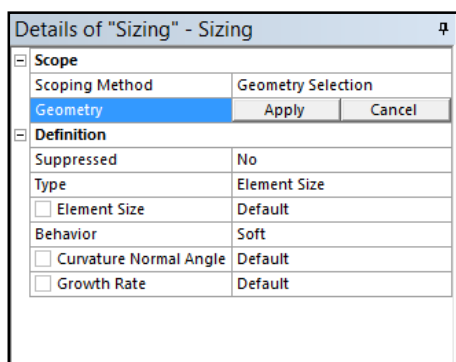 Details of "Sizing" - Sizing
Scope
Scoping Method Geometry Selection
Geometry Apply Cancel
Definition
Suppressed No
Type Element Size
Element Size Default
Behavior Soft
Curvature Normal Angle Default
Growth Rate Default